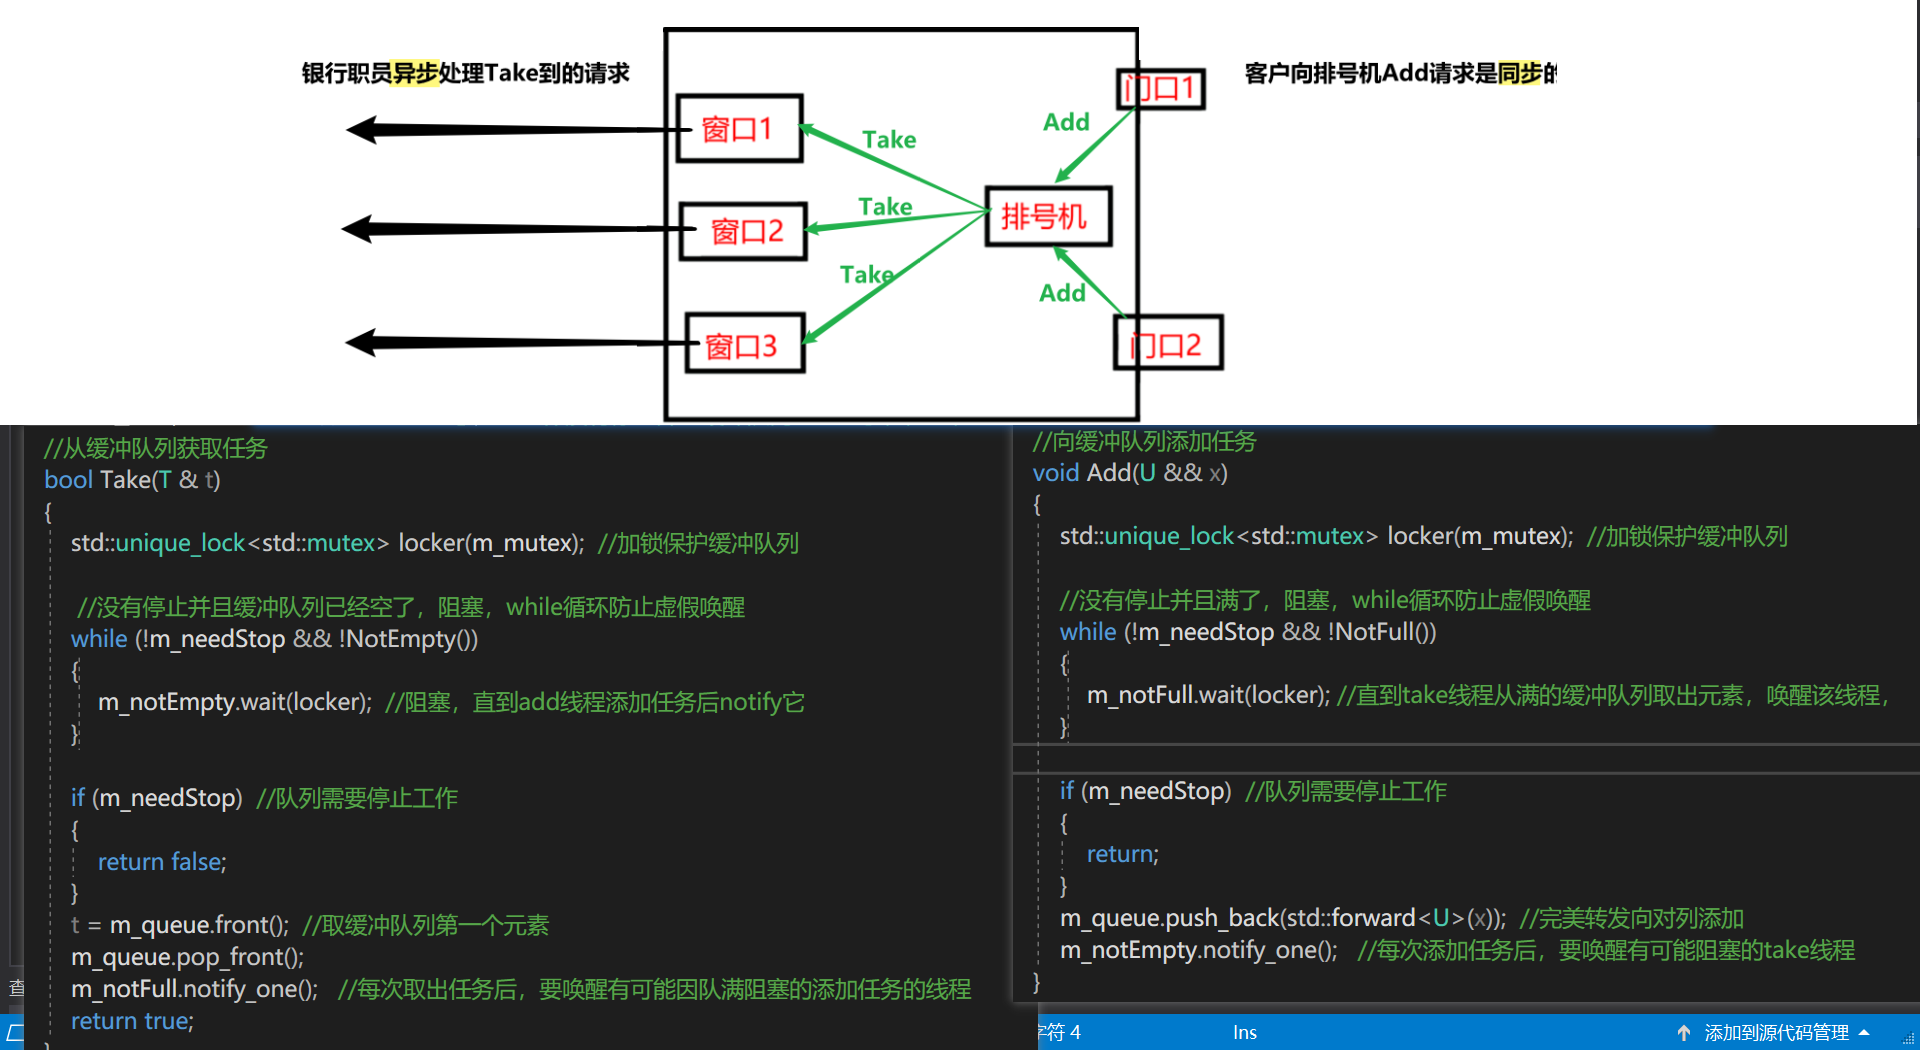 银行职员异步处理Take到的请求
客户向排号机Add请求是同步的
门口1
窗口1
Add
Take
窗口2
Take
排号机
Take
Add
窗口3
门口2
//从缓冲队列获取任务
bool Take(T & t)
{
std::unique_lock<std::mutex> locker(m_mutex); //加锁保护缓冲队列
//没有停止并且缓冲队列已经空了，阻塞，while循环防止虚假唤醒
while (!m_needStop && !NotEmpty())
{
m_notEmpty.wait(locker); //阻塞，直到add线程添加任务后notify它
}
if (m_needStop) //队列需要停止工作
{
return false;
}
t = m_queue.front(); //取缓冲队列第一个元素
m_queue.pop_front();
m_notFull.notify_one(); //每次取出任务后，要唤醒有可能因队满阻塞的添加任务的线程
return true;
//向缓冲队列添加任务
void Add(U && x)
{
std::unique_lock<std::mutex> locker(m_mutex); //加锁保护缓冲队列
//没有停止并且满了，阻塞，while循环防止虚假唤醒
while (!m_needStop && !NotFull())
{
m_notFull.wait(locker); //直到take线程从满的缓冲队列取出元素，唤醒该线程，
}
if (m_needStop) //队列需要停止工作
{
return;
}
m_queue.push_back(std::forward<U>(x)); //完美转发向对列添加
m_notEmpty.notify_one(); //每次添加任务后，要唤醒有可能阻塞的take线程
}
查
字符 4
Ins
添加到源代码管理